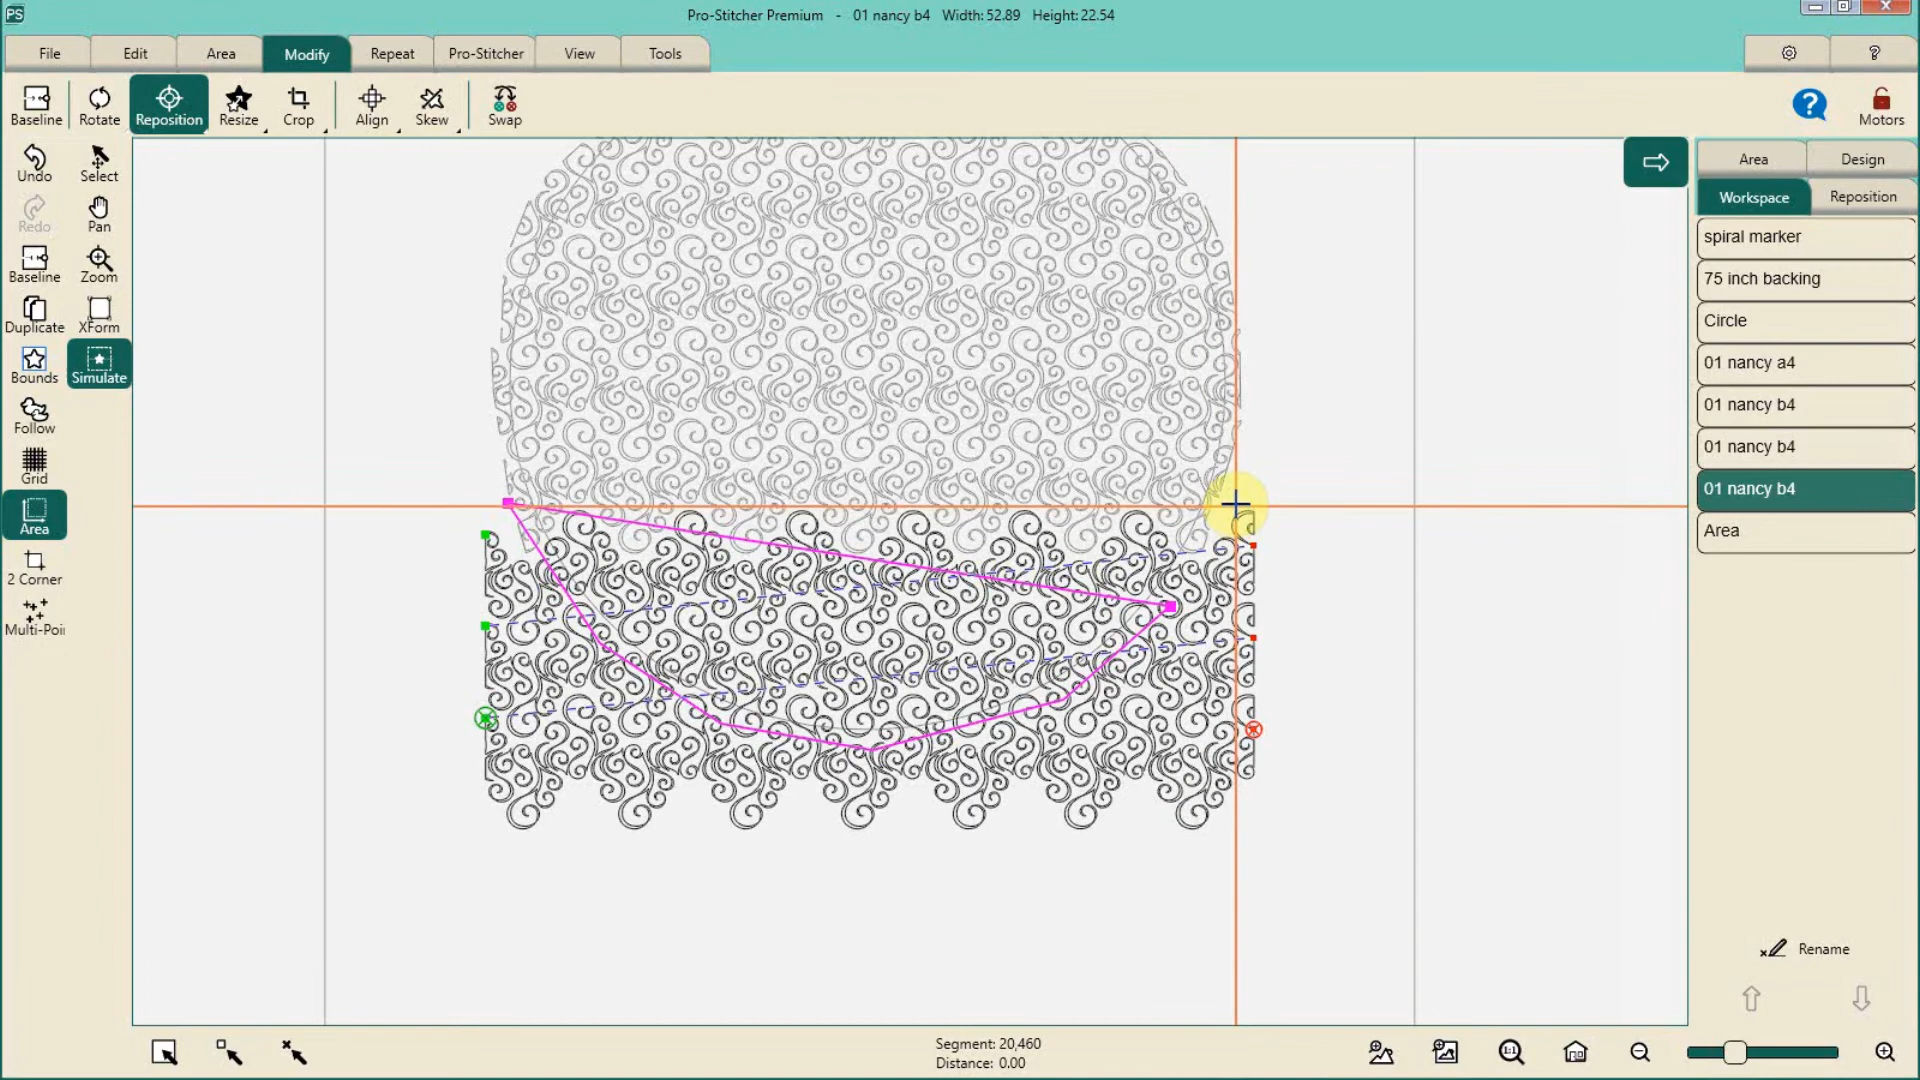 PS
Pro-Stitcher Premium - 01 nancy b4 Width: 52.89 Height: 22.54
File Edit Area Modify Repeat Pro-Stitcher View Tools ?
Baseline Rotate Reposition Resize Crop Align Skew Swap ? Motors
Undo Select
Redo Pan
Baseline Zoom
Duplicate XForm
Bounds Simulate
Follow
Grid
Area
2 Corner
Multi-Poi
Area Design
Workspace Reposition
spiral marker
75 inch backing
Circle
01 nancy a4
01 nancy b4
01 nancy b4
01 nancy b4
Area
Rename
Segment: 20,460
Distance: 0.00
1:1